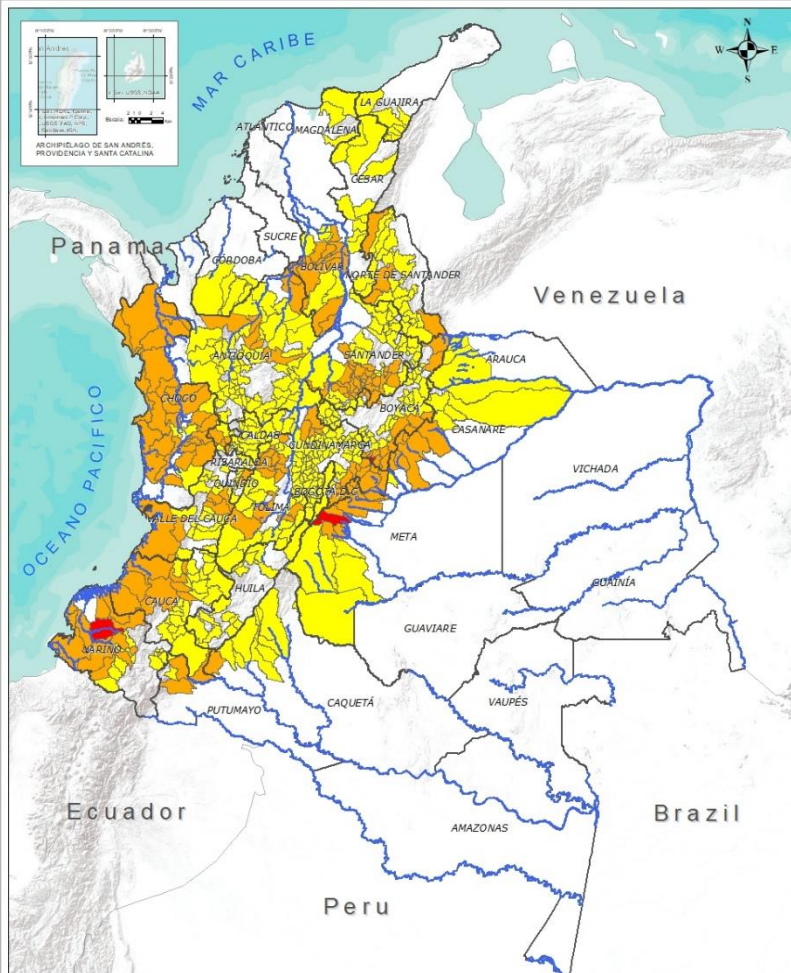 MAR CARIBE
N
W
E
S
ARCHIPIÉLAGO DE SAN ANDRÉS,
PROVIDENCIA Y SANTA CATALINA
LA GUAJIRA
ATLÁNTICO
MAGDALENA
CESAR
Panama
SUCRE
CÓRDOBA
BOLÍVAR
NORTE DE SANTANDER
Venezuela
ANTIOQUIA
SANTANDER
ARAUCA
CHOCÓ
BOYACÁ
CASANARE
CALDAS
CUNDINAMARCA
RISARALDA
QUINDIO
BOGOTÁ D.C.
VICHADA
OCEANO PACIFICO
VALLE DEL CAUCA
TOLIMA
META
HUILA
GUAINÍA
CAUCA
GUAVIARE
NARIÑO
PUTUMAYO
CAQUETÁ
VAUPÉS
Ecuador
Brazil
AMAZONAS
Peru